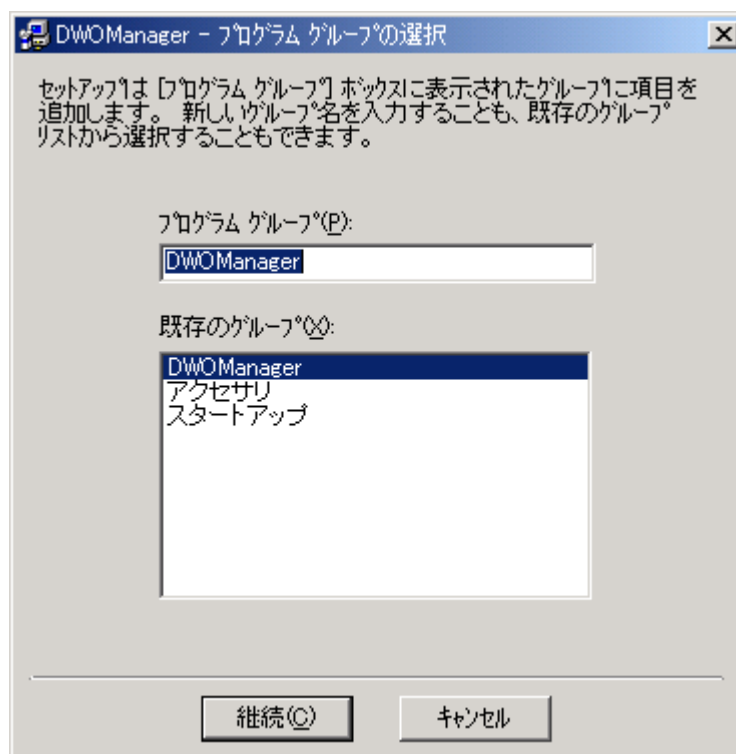 DWOManager - ﾌﾟﾛｸﾞﾗﾑ ｸﾞﾙｰﾌﾟの選択
ｾｯﾄｱｯﾌﾟは [ﾌﾟﾛｸﾞﾗﾑ ｸﾞﾙｰﾌﾟ] ﾎﾞｯｸｽに表示されたｸﾞﾙｰﾌﾟに項目を
追加します。 新しいｸﾞﾙｰﾌﾟ名を入力することも、既存のｸﾞﾙｰﾌﾟ
ﾘｽﾄから選択することもできます。
ﾌﾟﾛｸﾞﾗﾑ ｸﾞﾙｰﾌﾟ(P):
DWOManager
既存のｸﾞﾙｰﾌﾟ(X):
DWOManager
アクセサリ
スタートアップ
継続(C)
ｷｬﾝｾﾙ